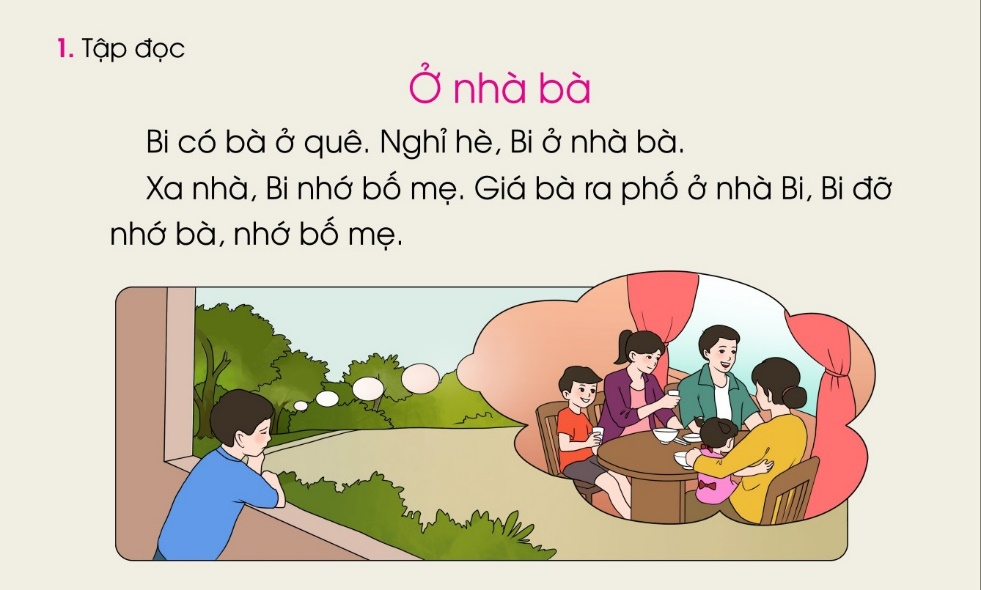 1. Tập đọc
Ở nhà bà
Bi có bà ở quê. Nghỉ hè, Bi ở nhà bà.
Xa nhà, Bi nhớ bố mẹ. Giá bà ra phố ở nhà Bi, Bi đỡ
nhớ bà, nhớ bố mẹ.